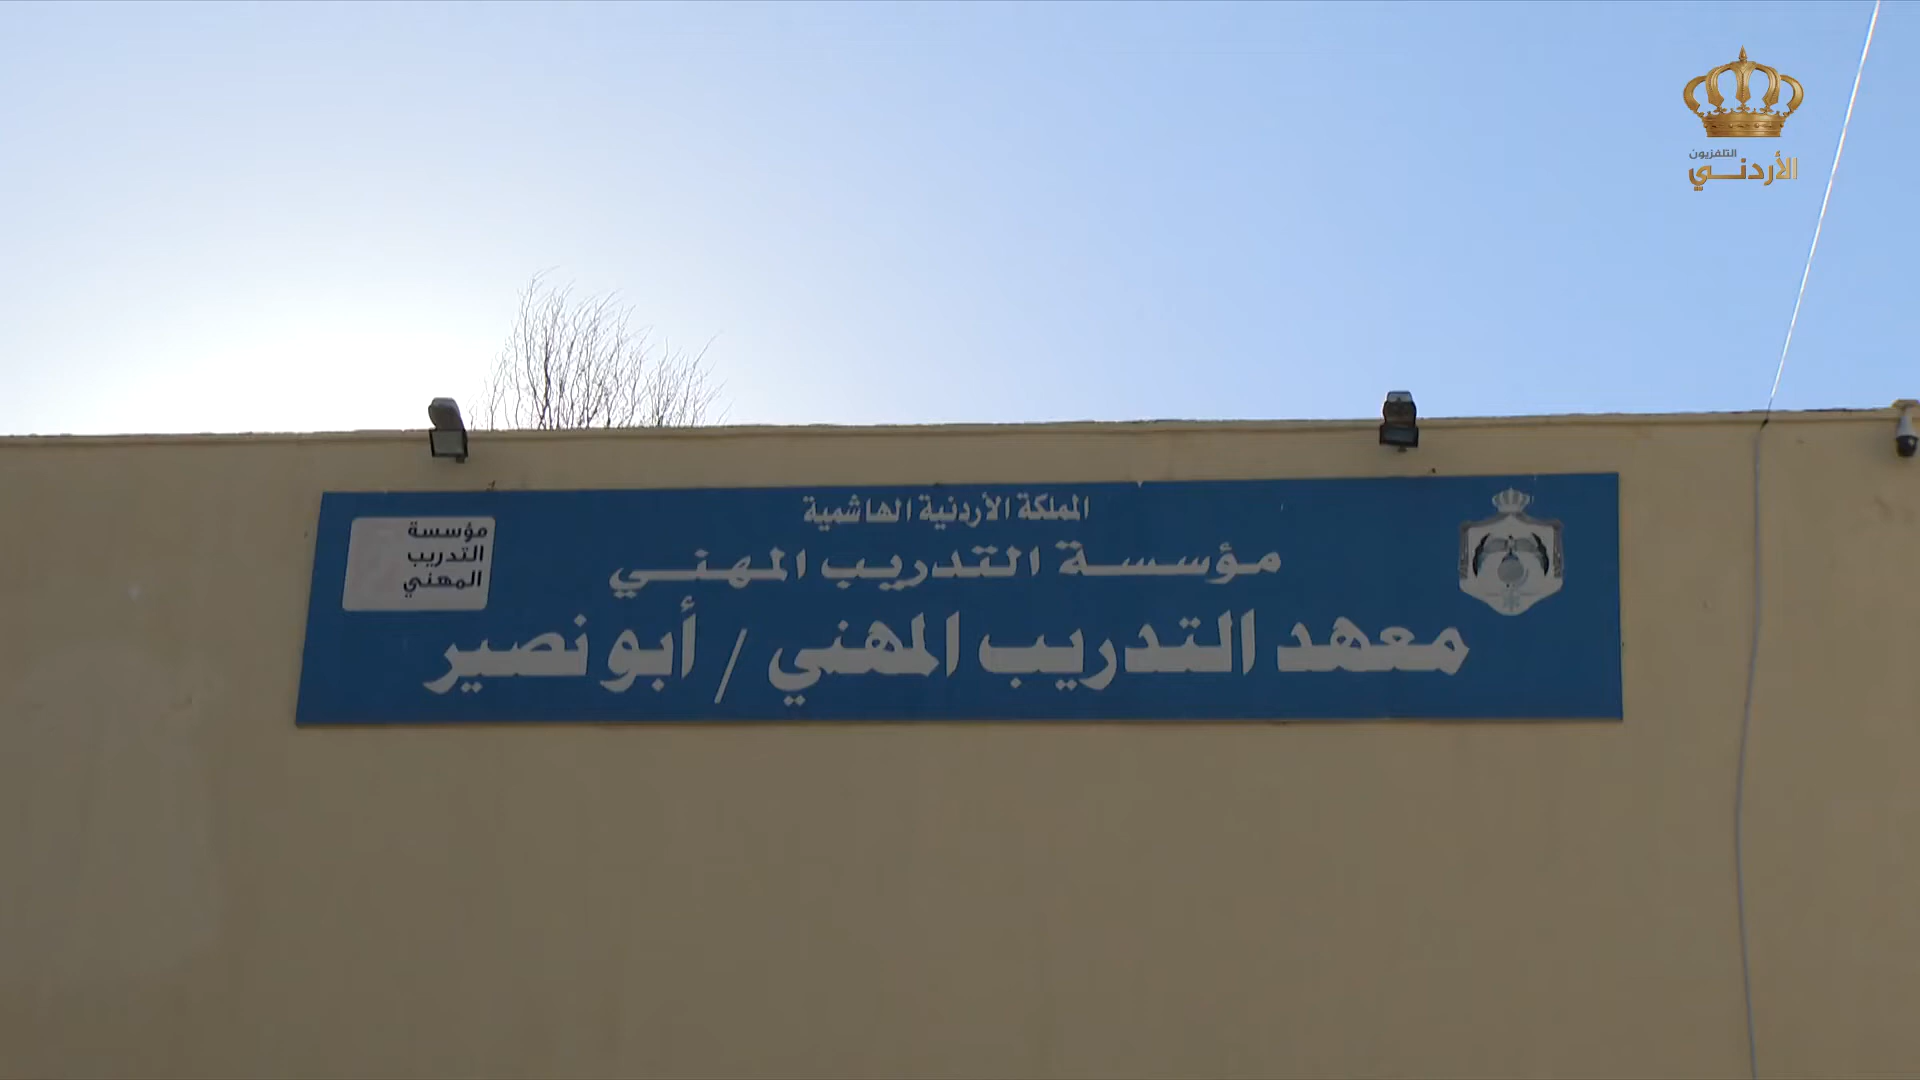 التلفزيون
الأردني
المملكة الأردنية الهاشمية
مؤسسة التدريب المهني
معهد التدريب المهني / أبو نصير
مؤسسة
التدريب
المهني